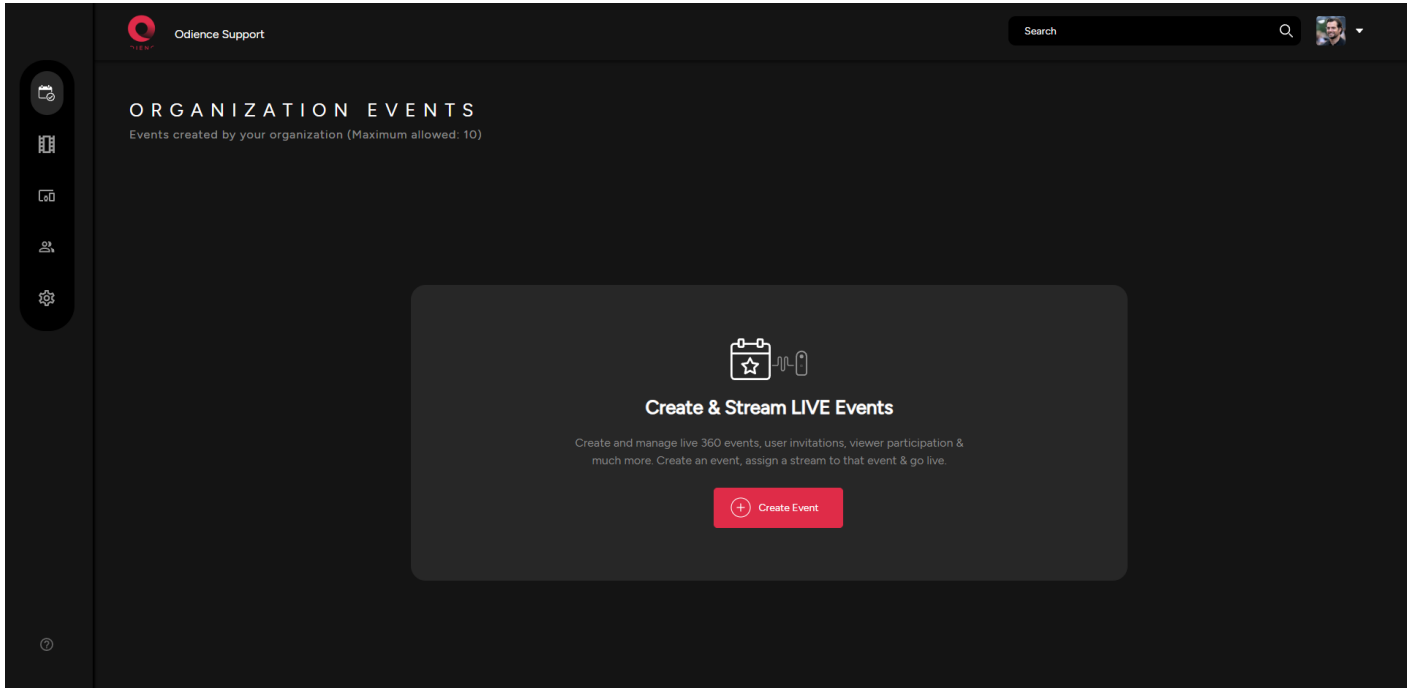 Odience Support
Search
ORGANIZATION EVENTS
Events created by your organization (Maximum allowed: 10)
Create & Stream LIVE Events
Create and manage live 360 events, user invitations, viewer participation &
much more. Create an event, assign a stream to that event & go live.
Create Event